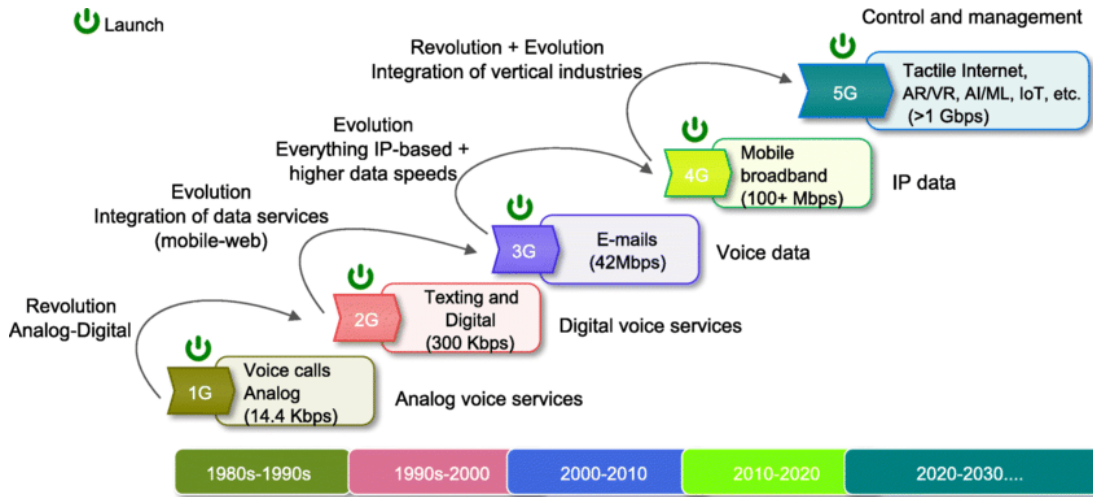 Launch
Control and management
Revolution + Evolution
Integration of vertical industries
5G
Tactile Internet,
AR/VR, AI/ML, IoT, etc.
(>1 Gbps)
Evolution
Everything IP-based +
higher data speeds
4G
Mobile
broadband
(100+ Mbps)
IP data
Evolution
Integration of data services
(mobile-web)
3G
E-mails
(42Mbps)
Voice data
Revolution
Analog-Digital
2G
Texting and
Digital
(300 Kbps)
Digital voice services
1G
Voice calls
Analog
(14.4 Kbps)
Analog voice services
1980s-1990s
1990s-2000
2000-2010
2010-2020
2020-2030....